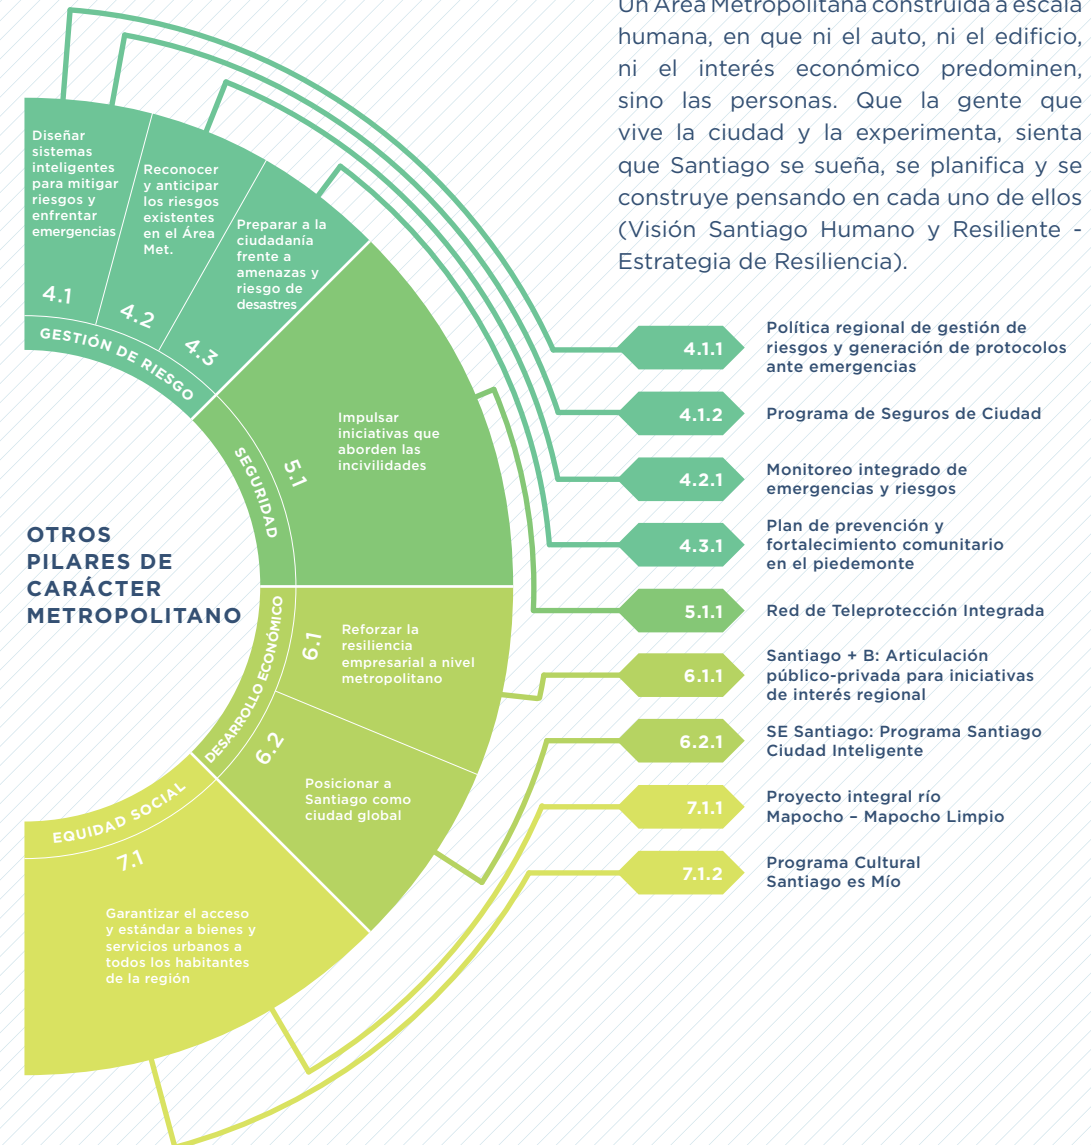 Un Área Metropolitana construida a escala
humana, en que ni el auto, ni el edificio,
ni el interés económico predominen,
sino las personas. Que la gente que
vive la ciudad y la experimenta, sienta
que Santiago se sueña, se planifica y se
construye pensando en cada uno de ellos
(Visión Santiago Humano y Resiliente -
Estrategia de Resiliencia).
Diseñar
sistemas
inteligentes
para mitigar
riesgos y
enfrentar
emergencias
4.1
Reconocer
y anticipar
los riesgos
existentes
en el Área
Met.
4.2
Preparar a la
ciudadanía
frente a
amenazas y
riesgo de
desastres
4.3
GESTIÓN DE RIESGO
Impulsar
iniciativas que
aborden las
incivilidades
5.1
SEGURIDAD
OTROS
PILARES DE
CARÁCTER
METROPOLITANO
Reforzar la
resiliencia
empresarial a nivel
metropolitano
6.1
DESARROLLO ECONÓMICO
6.2
Posicionar a
Santiago como
ciudad global
EQUIDAD SOCIAL
7.1
Garantizar el acceso
y estándar a bienes y
servicios urbanos a
todos los habitantes
de la región
4.1.1
Política regional de gestión de
riesgos y generación de protocolos
ante emergencias
4.1.2
Programa de Seguros de Ciudad
4.2.1
Monitoreo integrado de
emergencias y riesgos
4.3.1
Plan de prevención y
fortalecimiento comunitario
en el piedemonte
5.1.1
Red de Teleprotección Integrada
6.1.1
Santiago + B: Articulación
público-privada para iniciativas
de interés regional
6.2.1
SE Santiago: Programa Santiago
Ciudad Inteligente
7.1.1
Proyecto integral río
Mapocho – Mapocho Limpio
7.1.2
Programa Cultural
Santiago es Mío